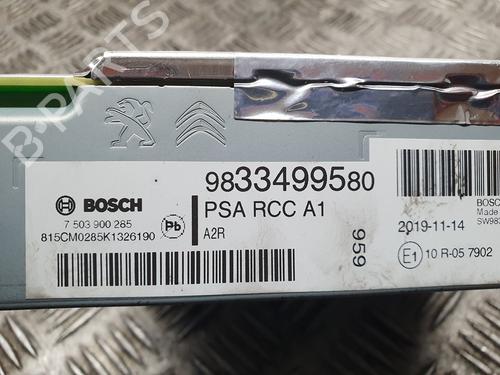 B-PARTS
BOSCH
7 503 900 285
815CM0285K1326190
Pb
9833499580
PSA RCC A1
A2R
959
BOSC
2019-11-14
Made
SW983
E1 10 R-05 7902